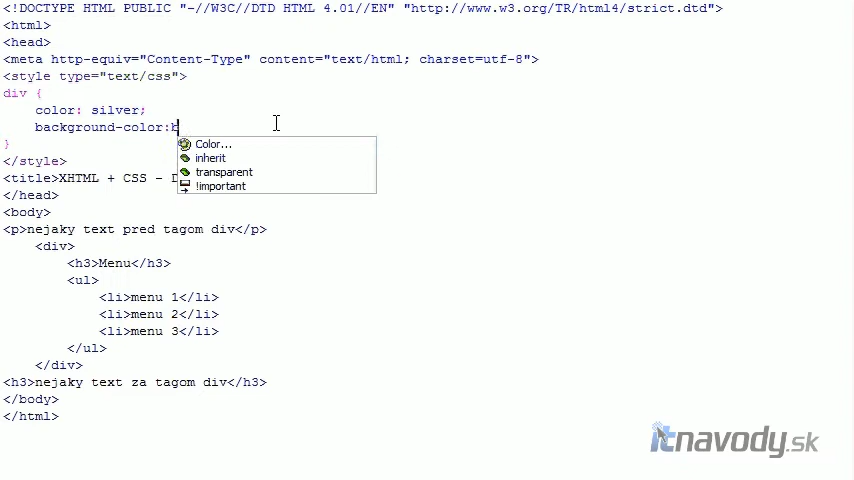 <!DOCTYPE HTML PUBLIC "-//W3C//DTD HTML 4.01//EN" "http://www.w3.org/TR/html4/strict.dtd">
<html>
<head>
<meta http-equiv="Content-Type" content="text/html; charset=utf-8">
<style type="text/css">
div {
    color: silver;
    background-color:b
Color...
}
inherit
</style>
transparent
<title>XHTML + CSS - D
!important
</head>
<body>
<p>nejaky text pred tagom div</p>
    <div>
        <h3>Menu</h3>
        <ul>
            <li>menu 1</li>
            <li>menu 2</li>
            <li>menu 3</li>
        </ul>
    </div>
<h3>nejaky text za tagom div</h3>
</body>
</html>
itnavody.sk